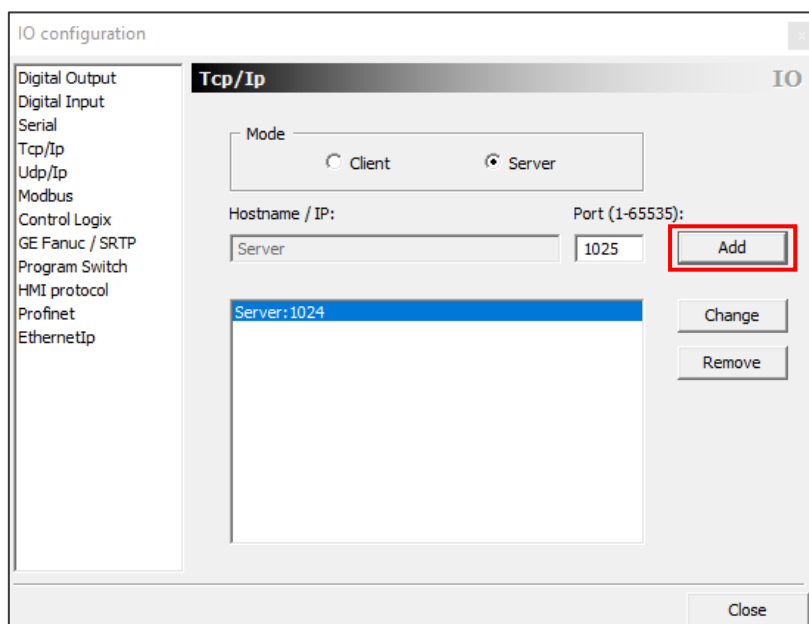 IO configuration
x
Digital Output
Digital Input
Serial
Tcp/Ip
Udp/Ip
Modbus
Control Logix
GE Fanuc / SRTP
Program Switch
HMI protocol
Profinet
EthernetIp
Tcp/Ip IO
Mode
Client Server
Hostname / IP: Port (1-65535):
Server 1025 Add
Server:1024
Change
Remove
Close